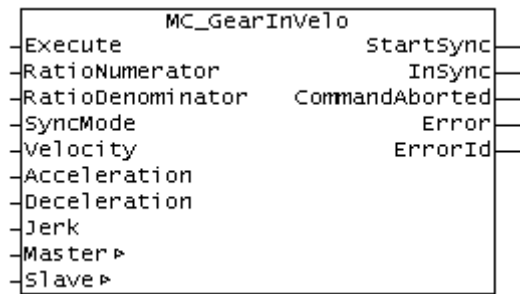 MC_GearInVelo
Execute StartSync
RatioNumerator InSync
RatioDenominator CommandAborted
SyncMode Error
Velocity ErrorId
Acceleration
Deceleration
Jerk
Master
Slave